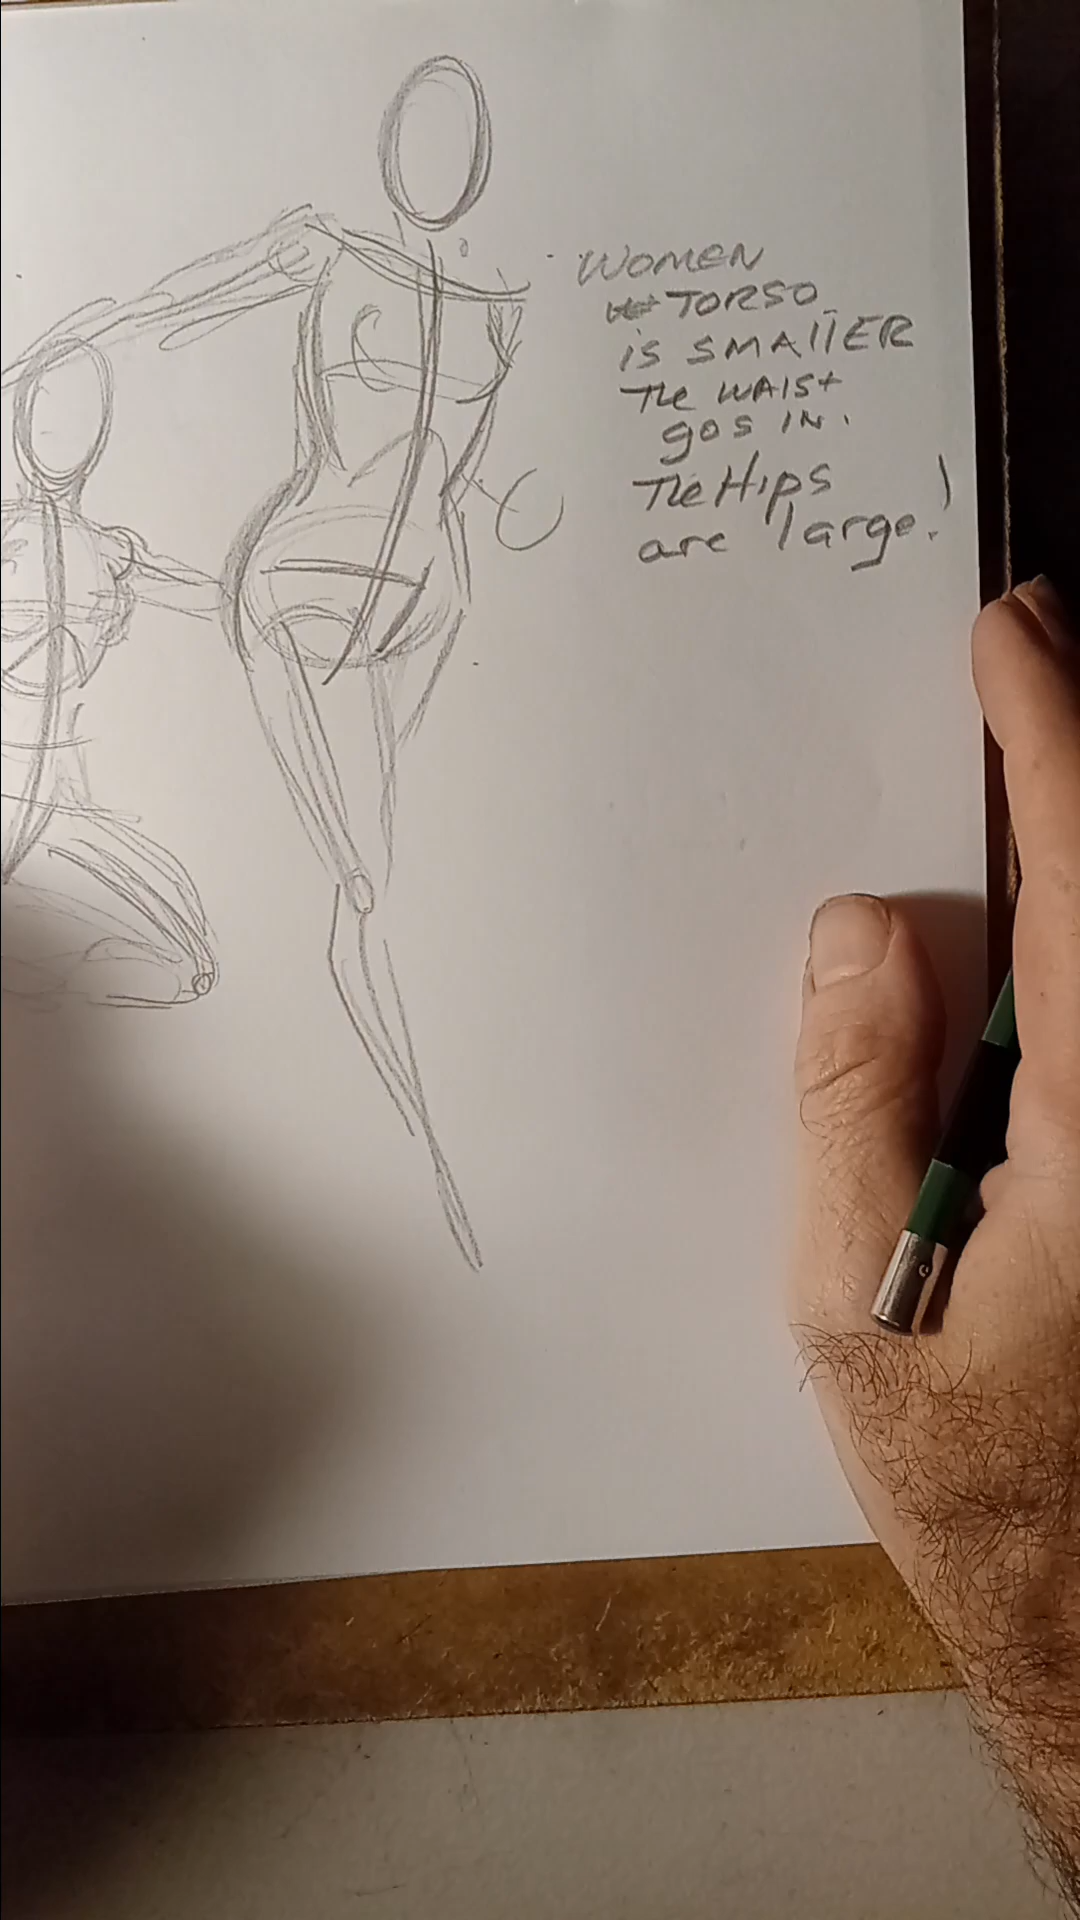 WOMEN
TORSO
IS SMAllER
THE WAIST
gOS IN.
THE HIPS
are large.